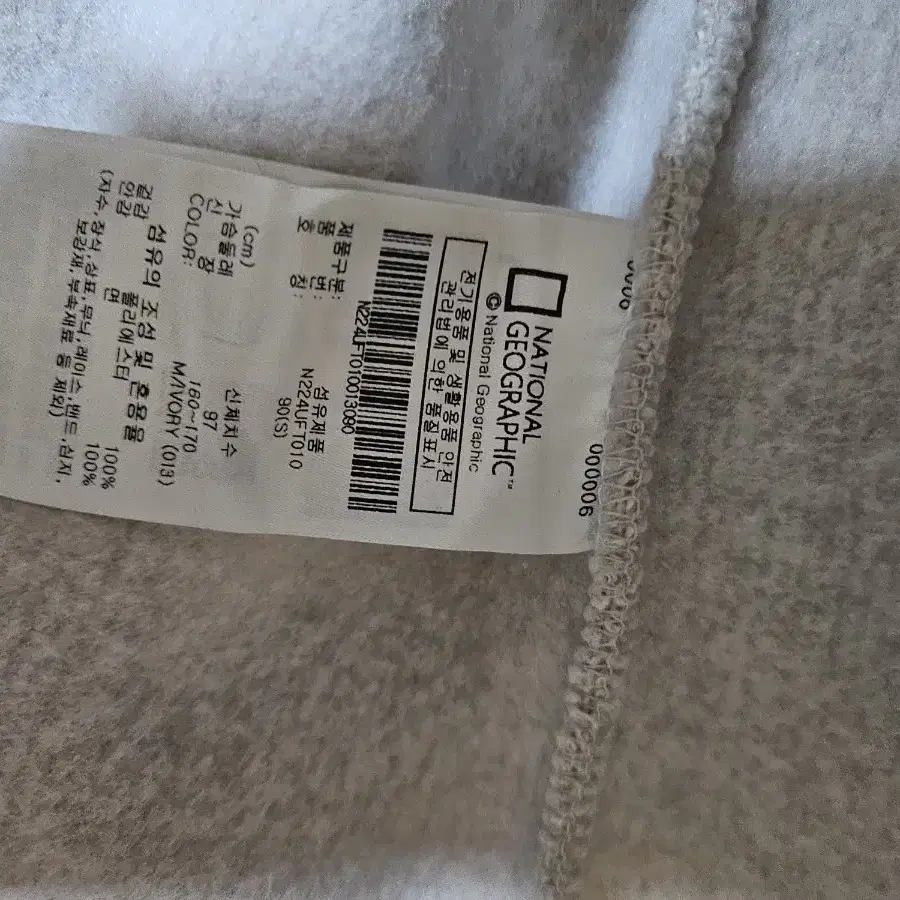 0006
000006
NATIONAL
GEOGRAPHIC™
© National Geographic
전기용품 및 생활용품 안전
관리법에 의한 품질표시
N224UFT010013090
제품구분: 섬유제품
품번: N224UFT010
호칭: 90(S)
(cm) 신체치수
가슴둘레 97
신장 160~170
COLOR: M/IVORY (013)
섬유의 조성 및 혼용율
겉감 폴리에스터 100%
안감 면 100%
(자수,장식,상표,무늬,레이스,밴드,심지,
보강재,부속재료 등 제외)